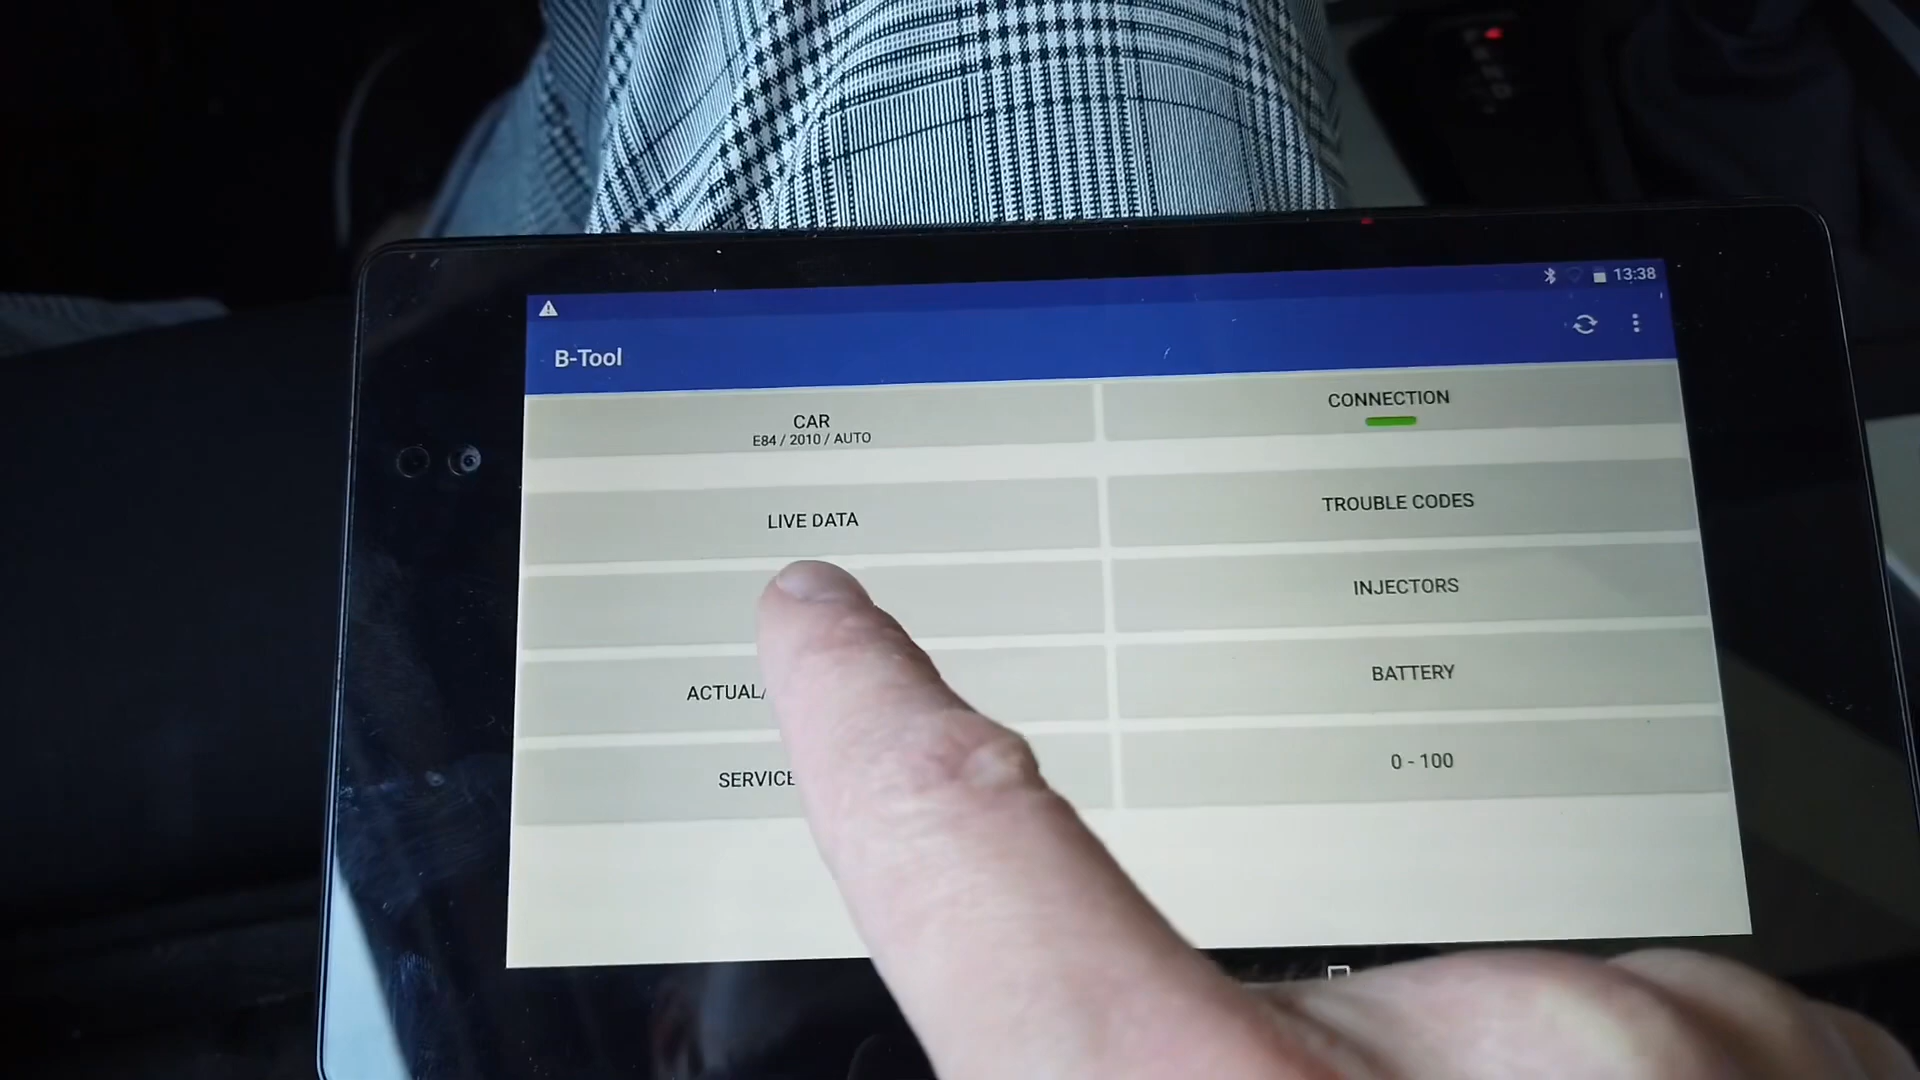 13:38
B-Tool
CAR
E84 / 2010 / AUTO
CONNECTION
LIVE DATA
TROUBLE CODES
INJECTORS
ACTUAL/
BATTERY
SERVICE
0 - 100